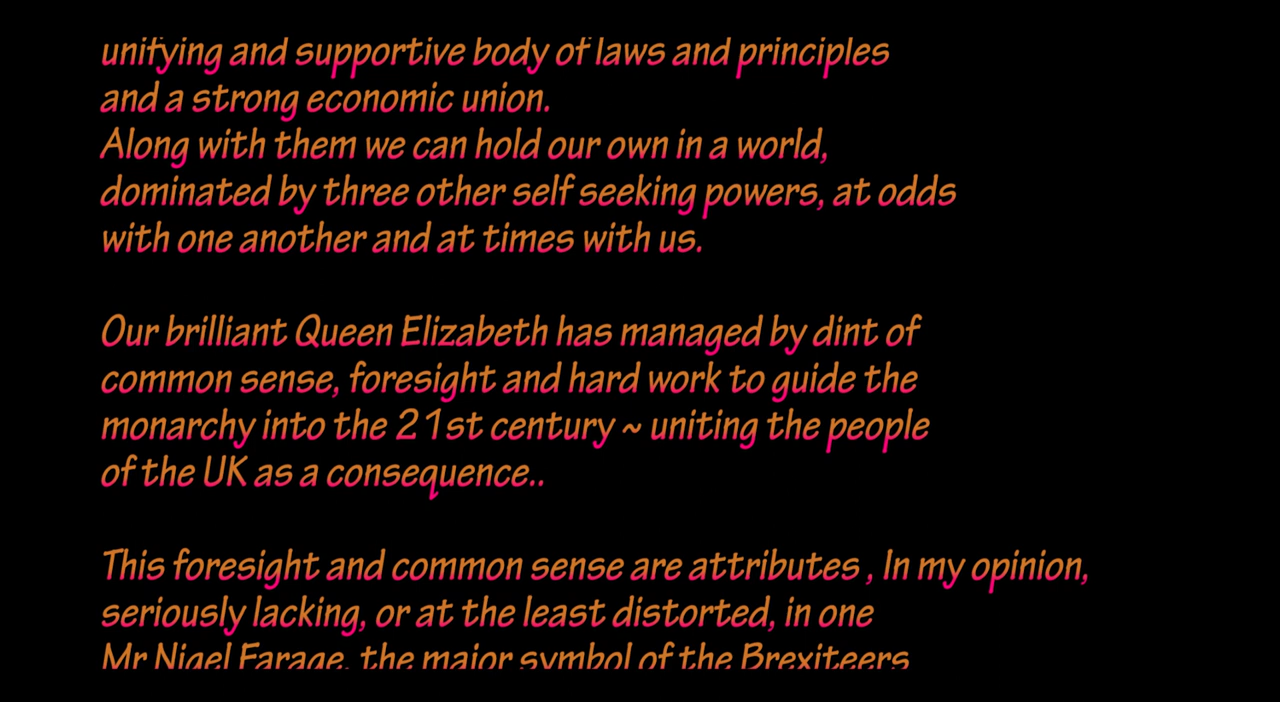 unifying and supportive body of laws and principles
and a strong economic union.
Along with them we can hold our own in a world,
dominated by three other self seeking powers, at odds
with one another and at times with us.
Our brilliant Queen Elizabeth has managed by dint of
common sense, foresight and hard work to guide the
monarchy into the 21st century ~ uniting the people
of the UK as a consequence..
This foresight and common sense are attributes , In my opinion,
seriously lacking, or at the least distorted, in one
Mr Nigel Farage, the major symbol of the Brexiteers